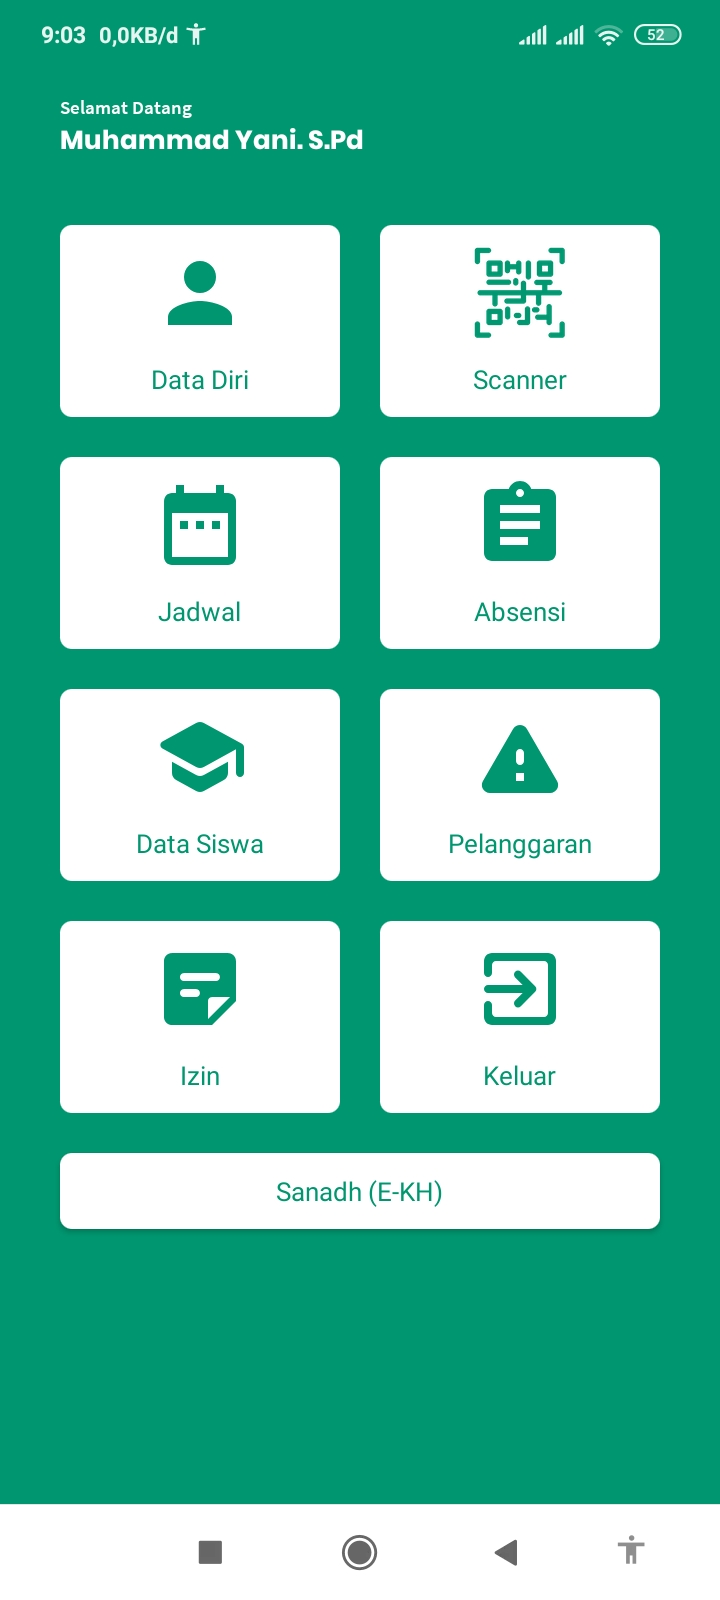 9:03 0,0KB/d
52
Selamat Datang
Muhammad Yani. S.Pd
Data Diri
Scanner
Jadwal
Absensi
Data Siswa
Pelanggaran
Izin
Keluar
Sanadh (E-KH)